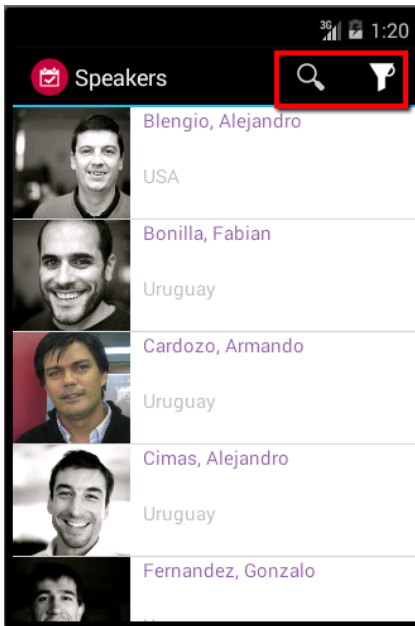 3G 1:20
Speakers
Blengio, Alejandro
USA
Bonilla, Fabian
Uruguay
Cardozo, Armando
Uruguay
Cimas, Alejandro
Uruguay
Fernandez, Gonzalo